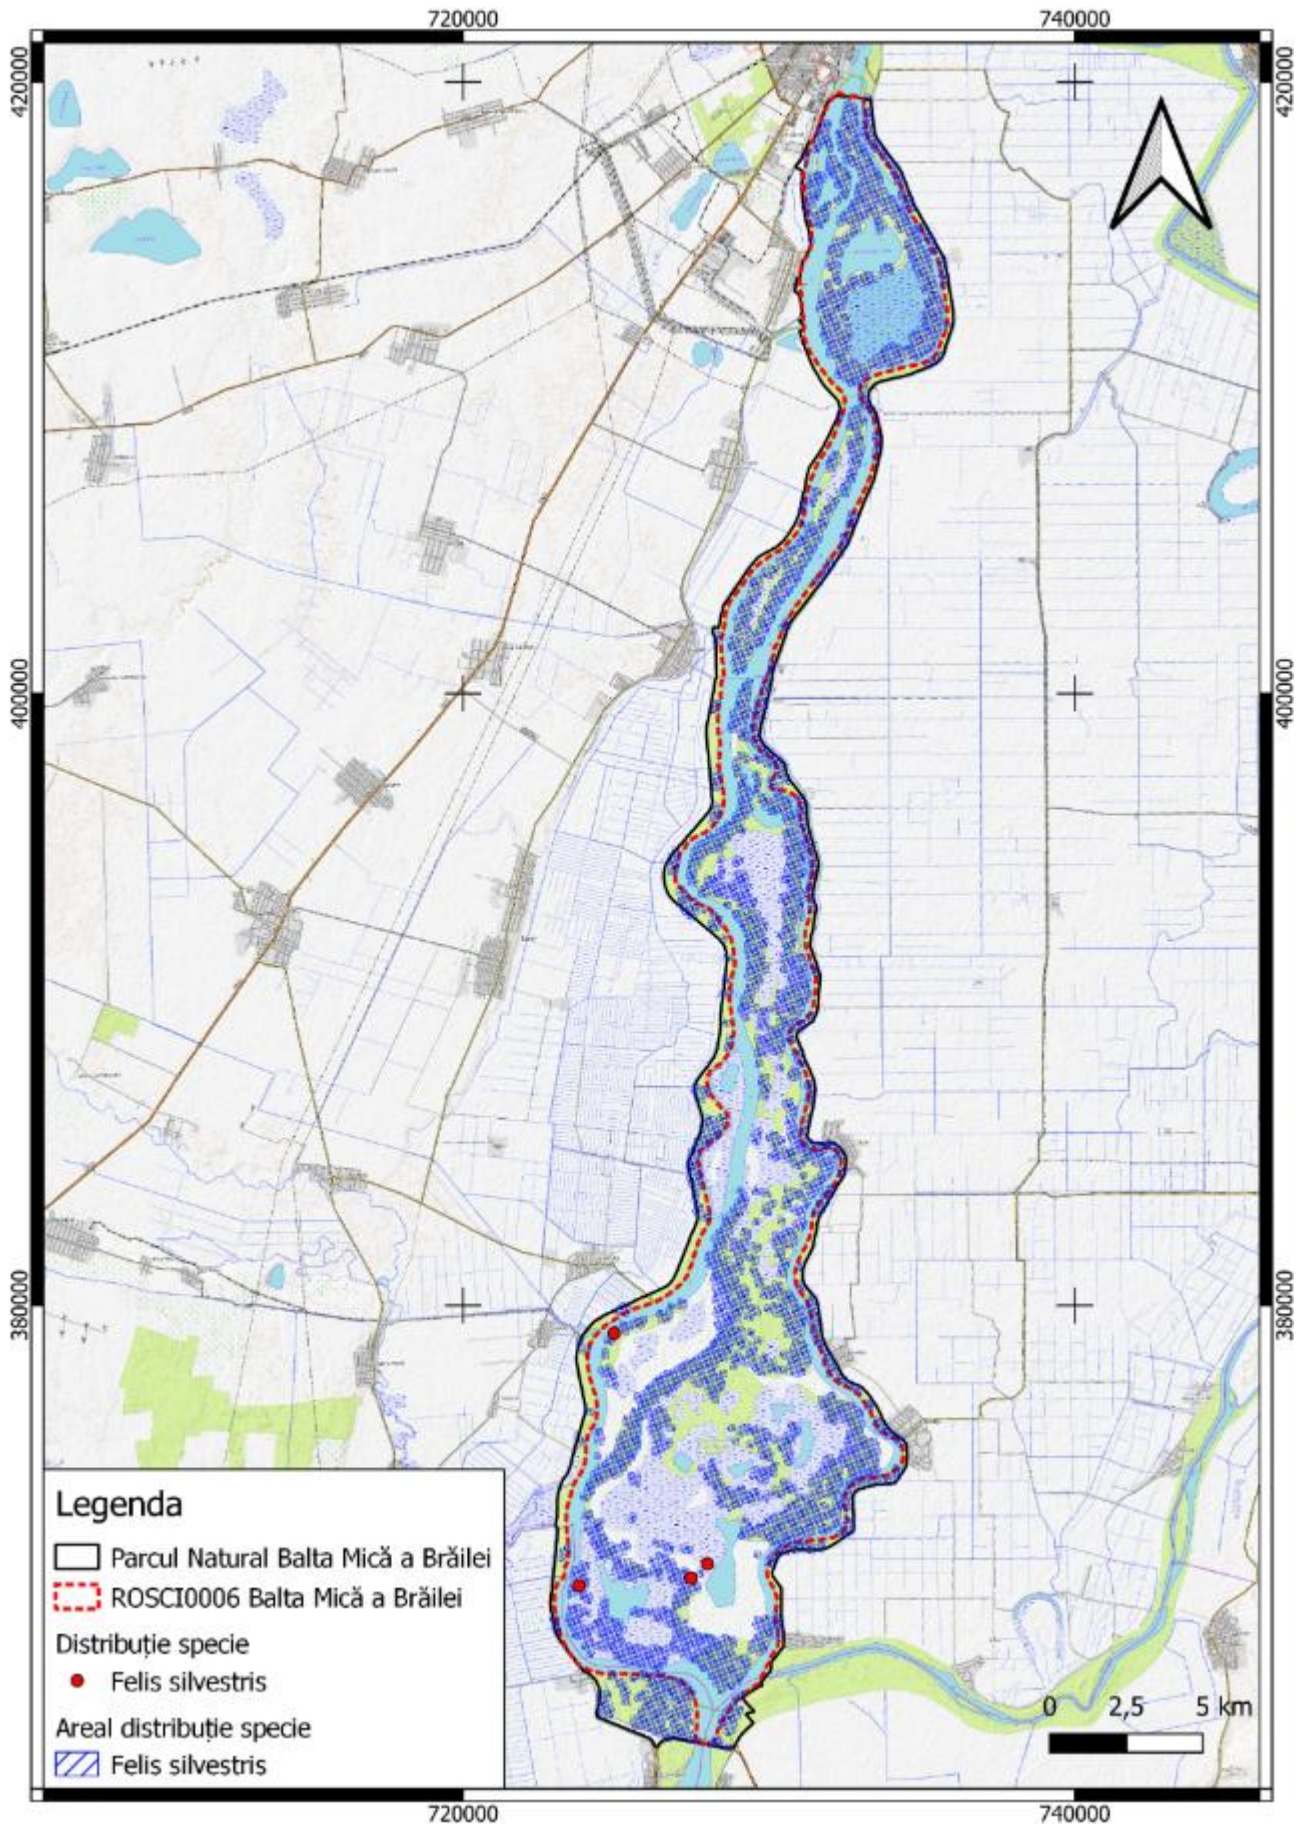 720000 740000
420000 420000
400000 400000
380000 380000
Legenda
Parcul Natural Balta Mică a Brăilei
ROSCI0006 Balta Mică a Brăilei
Distribuție specie
Felis silvestris
Areal distribuție specie
Felis silvestris
0 2,5 5 km
720000 740000